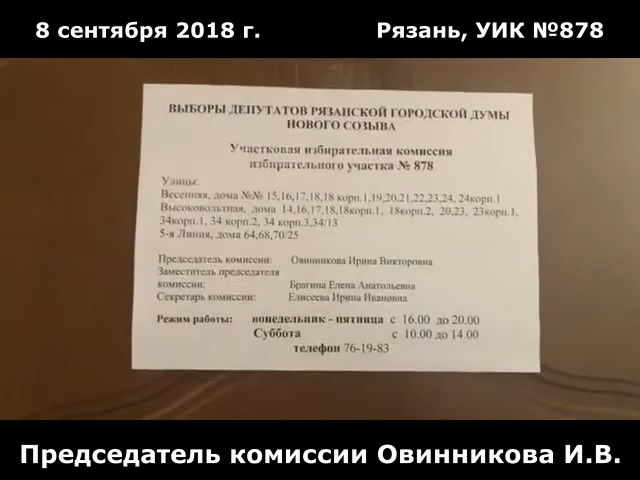 8 сентября 2018 г. Рязань, УИК №878
ВЫБОРЫ ДЕПУТАТОВ РЯЗАНСКОЙ ГОРОДСКОЙ ДУМЫ
НОВОГО СОЗЫВА
Участковая избирательная комиссия
избирательного участка № 878
Улицы:
Весенняя, дома №№ 15,16,17,18,18 корп.1,19,20,21,22,23,24, 24корп.1
Высоковольтная, дома 14,16,17,18,18корп.1, 18корп.2, 20,23, 23корп.1,
34корп.1, 34 корп.2, 34 корп.3,34/13
5-я Линия, дома 64,68,70/25
Председатель комиссии: Овинникова Ирина Викторовна
Заместитель председателя
комиссии: Брагина Елена Анатольевна
Секретарь комиссии: Елисеева Ирина Ивановна
Режим работы: понедельник - пятница с 16.00 до 20.00
Суббота с 10.00 до 14.00
телефон 76-19-83
Председатель комиссии Овинникова И.В.